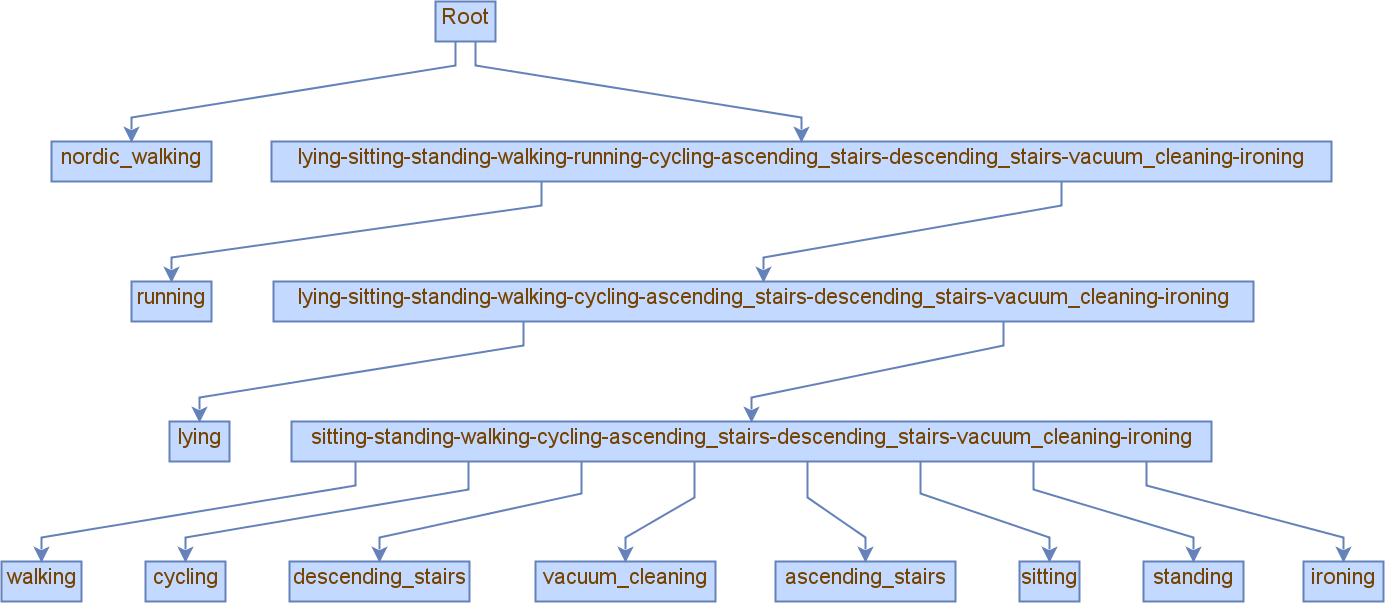 Root
nordic_walking
lying-sitting-standing-walking-running-cycling-ascending_stairs-descending_stairs-vacuum_cleaning-ironing
running
lying-sitting-standing-walking-cycling-ascending_stairs-descending_stairs-vacuum_cleaning-ironing
lying
sitting-standing-walking-cycling-ascending_stairs-descending_stairs-vacuum_cleaning-ironing
walking
cycling
descending_stairs
vacuum_cleaning
ascending_stairs
sitting
standing
ironing